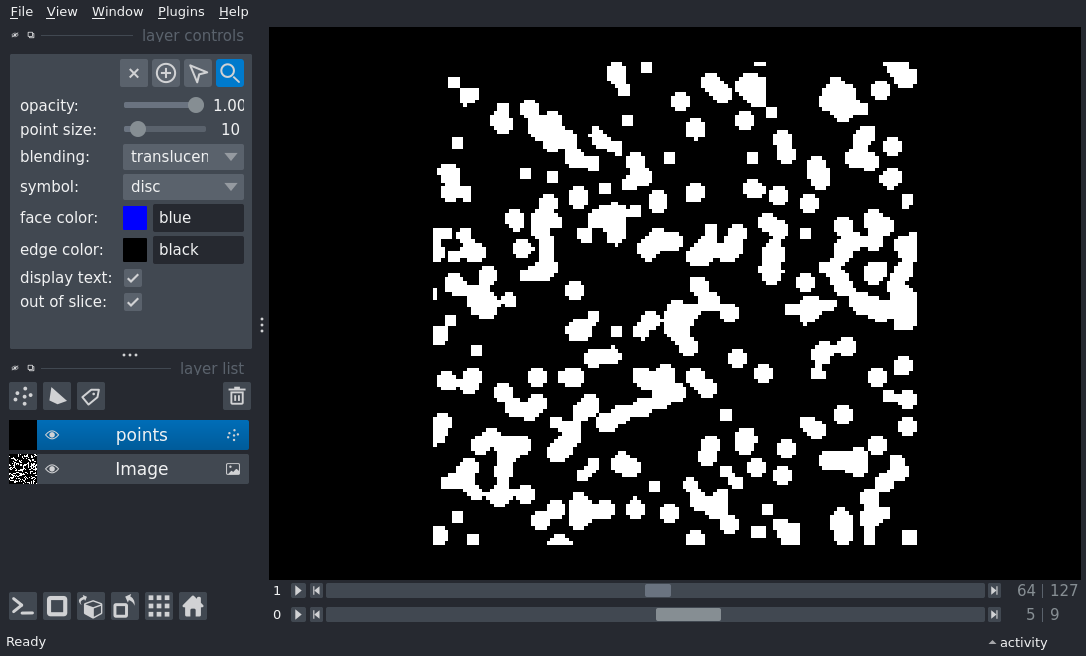 File View Window Plugins Help
layer controls
opacity: 1.00
point size: 10
blending: translucen
symbol: disc
face color: blue
edge color: black
display text:
out of slice:
layer list
points
Image
1 64 127
0 5 9
Ready activity